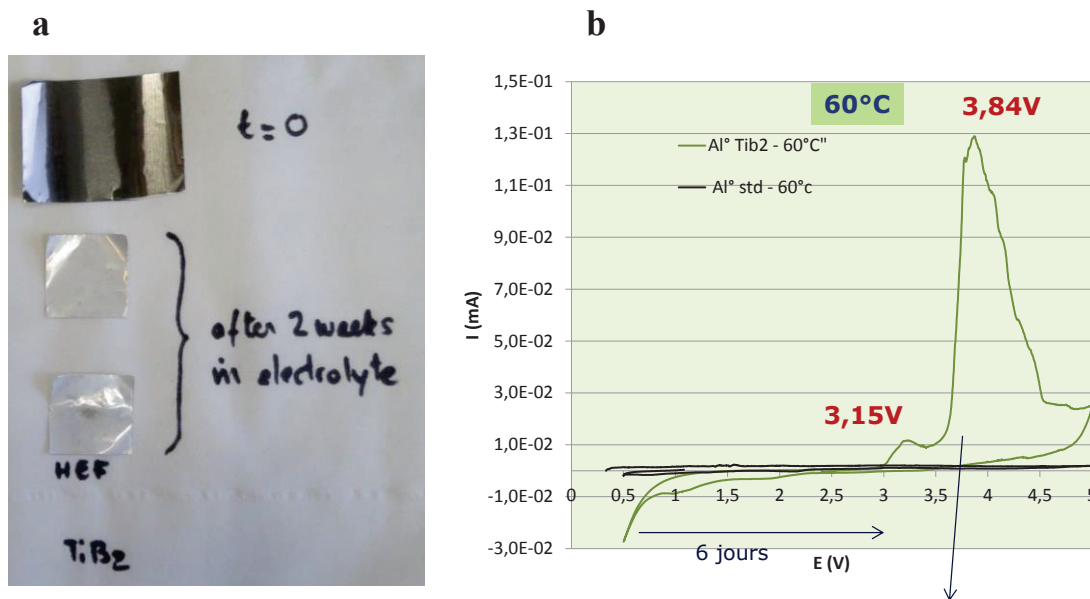 a
t=0
after 2 weeks
in electrolyte
HEF
TiB2
b
1,5E-01
1,3E-01
1,1E-01
9,0E-02
7,0E-02
5,0E-02
3,0E-02
1,0E-02
-1,0E-02
-3,0E-02
I (mA)
60°C
3,84V
Al° Tib2 - 60°C"
Al° std - 60°c
3,15V
0 0,5 1 1,5 2 2,5 3 3,5 4 4,5 5
6 jours
E (V)